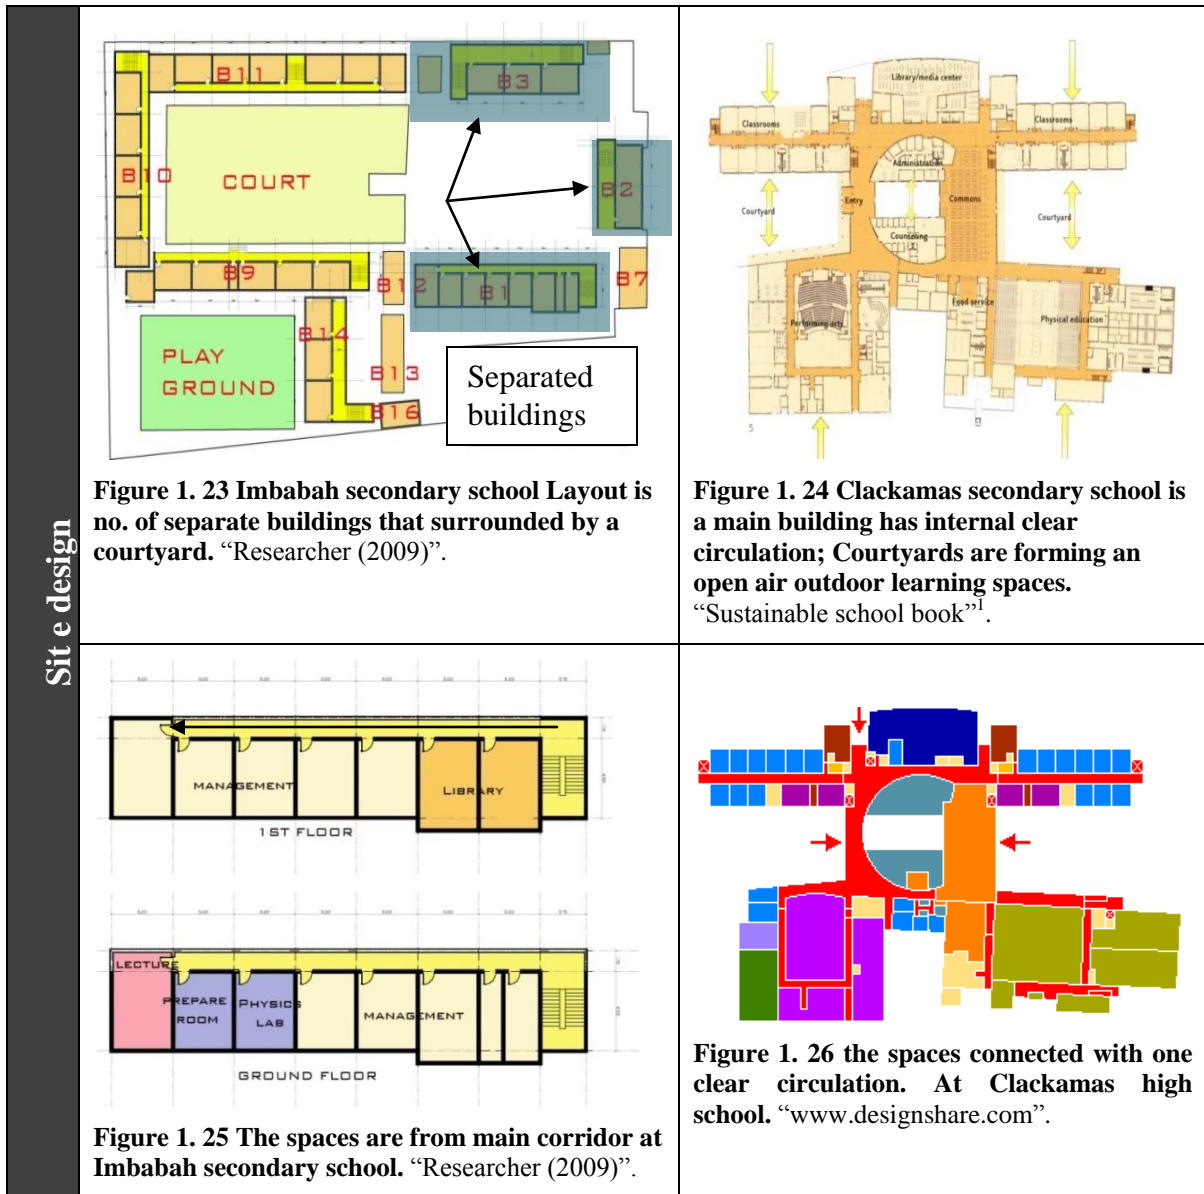 Sit e design
B11
B3
B10
COURT
B2
B9
B12
B1
B7
B14
PLAY
GROUND
B13
B16
Separated
buildings
Figure 1. 23 Imbabah secondary school Layout is
no. of separate buildings that surrounded by a
courtyard. “Researcher (2009)”.
Library/media center
Classrooms
Classrooms
Administration
Entry
Commons
Courtyard
Courtyard
Counseling
Food service
Performing arts
Physical education
5
Figure 1. 24 Clackamas secondary school is
a main building has internal clear
circulation; Courtyards are forming an
open air outdoor learning spaces.
“Sustainable school book”1.
MANAGEMENT
LIBRARY
1ST FLOOR
LECTURE
PREPARE
ROOM
PHYSICS
LAB
MANAGEMENT
GROUND FLOOR
Figure 1. 25 The spaces are from main corridor at
Imbabah secondary school. “Researcher (2009)”.
Figure 1. 26 the spaces connected with one
clear circulation. At Clackamas high
school. “www.designshare.com”.